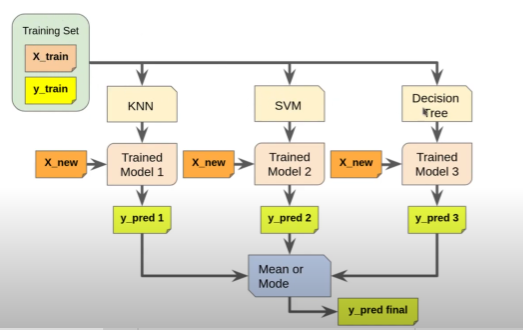 Training Set
X_train
y_train
KNN
SVM
Decision
Tree
X_new
Trained
Model 1
X_new
Trained
Model 2
X_new
Trained
Model 3
y_pred 1
y_pred 2
y_pred 3
Mean or
Mode
y_pred final